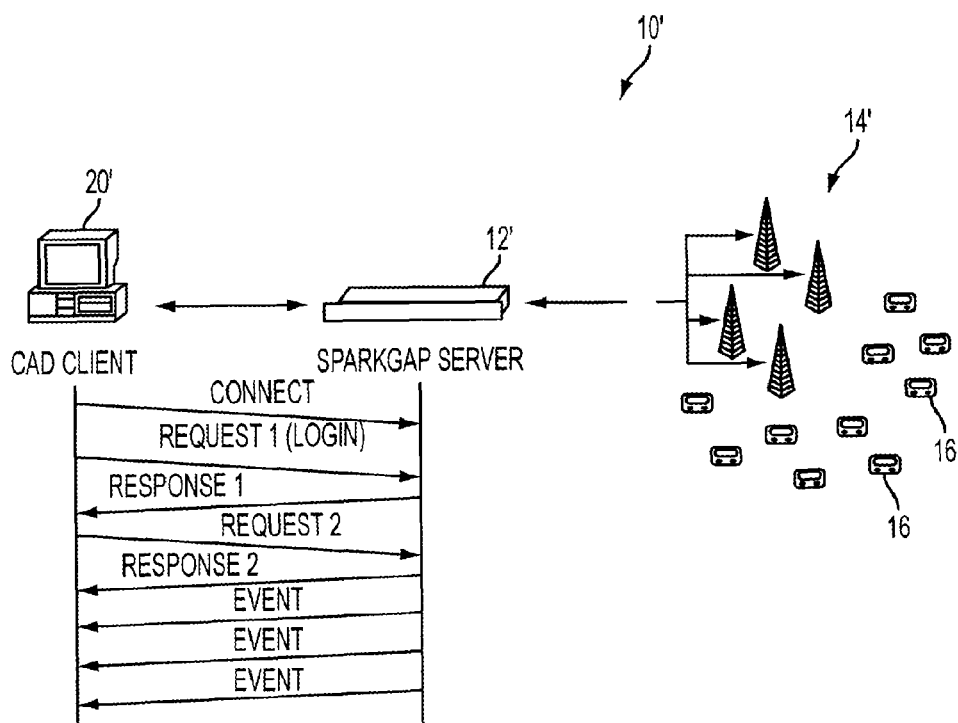 10'
14'
20'
12'
CAD CLIENT
SPARKGAP SERVER
CONNECT
REQUEST 1 (LOGIN)
RESPONSE 1
REQUEST 2
RESPONSE 2
EVENT
EVENT
EVENT
16
16